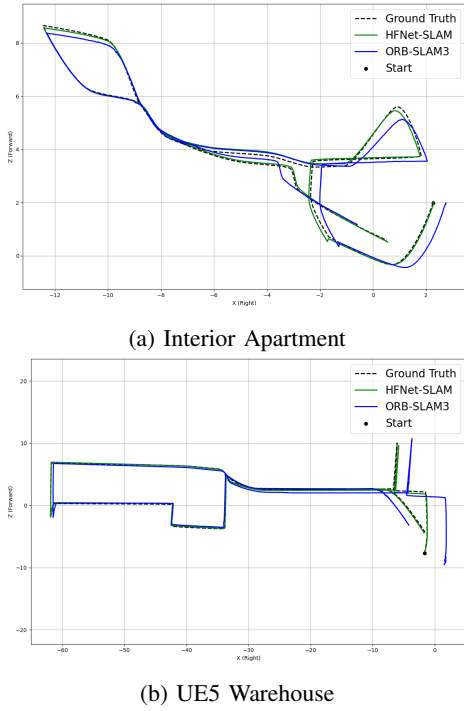 Ground Truth
HFNet-SLAM
ORB-SLAM3
Start
8
6
4
2
0
Z (Forward)
−12
−10
−8
−6
−4
−2
0
2
X (Right)
(a) Interior Apartment
Ground Truth
HFNet-SLAM
ORB-SLAM3
Start
20
10
0
−10
−20
Z (Forward)
−60
−50
−40
−30
−20
−10
0
X (Right)
(b) UE5 Warehouse